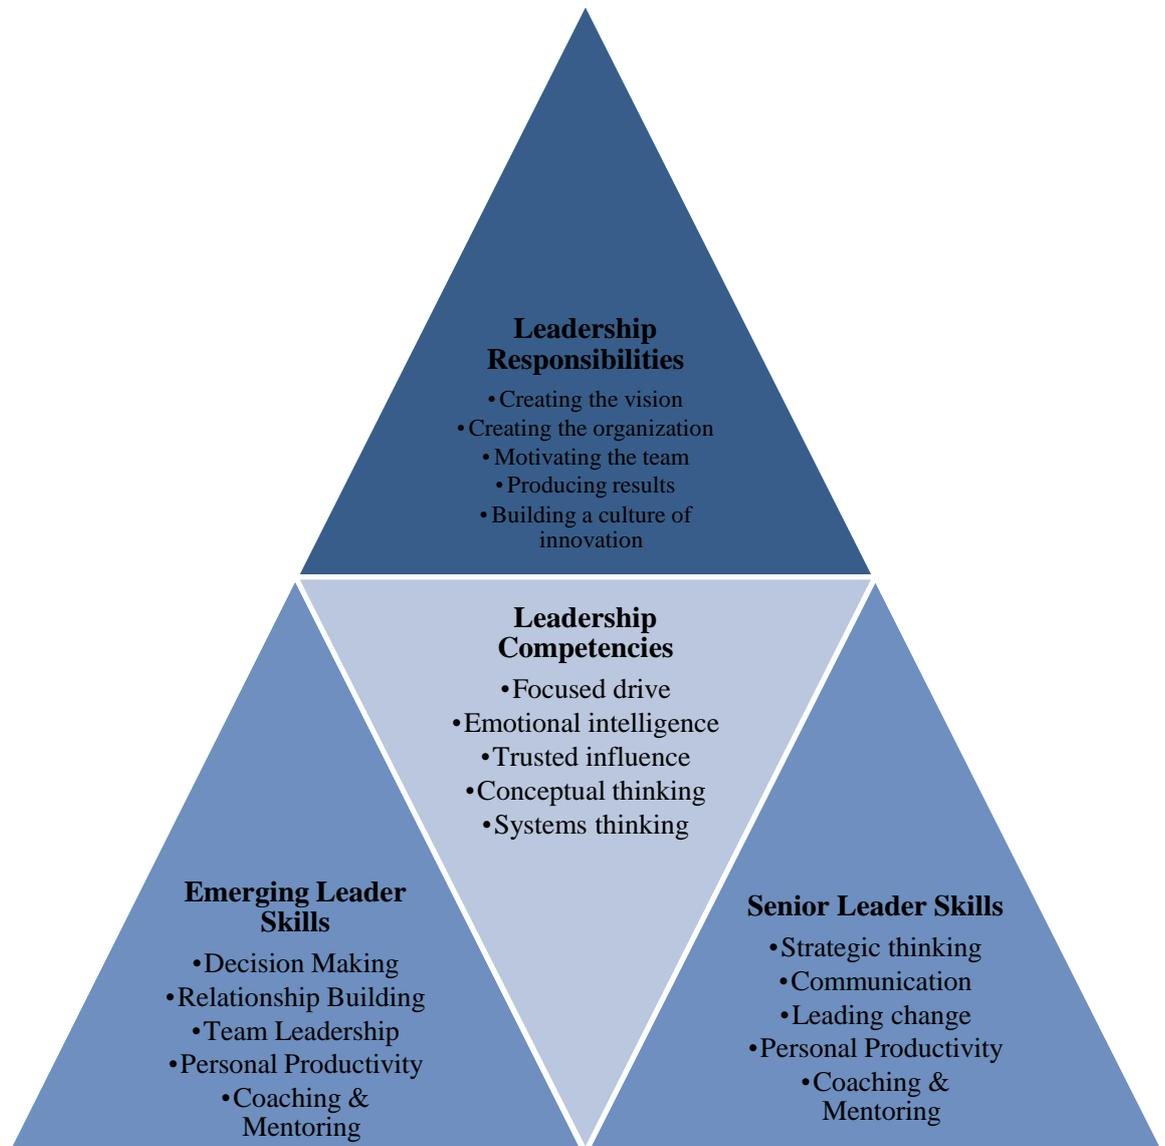 Leadership
Responsibilities
•Creating the vision
•Creating the organization
•Motivating the team
•Producing results
•Building a culture of
innovation
Leadership
Competencies
•Focused drive
•Emotional intelligence
•Trusted influence
•Conceptual thinking
•Systems thinking
Emerging Leader
Skills
•Decision Making
•Relationship Building
•Team Leadership
•Personal Productivity
•Coaching &
Mentoring
Senior Leader Skills
•Strategic thinking
•Communication
•Leading change
•Personal Productivity
•Coaching &
Mentoring